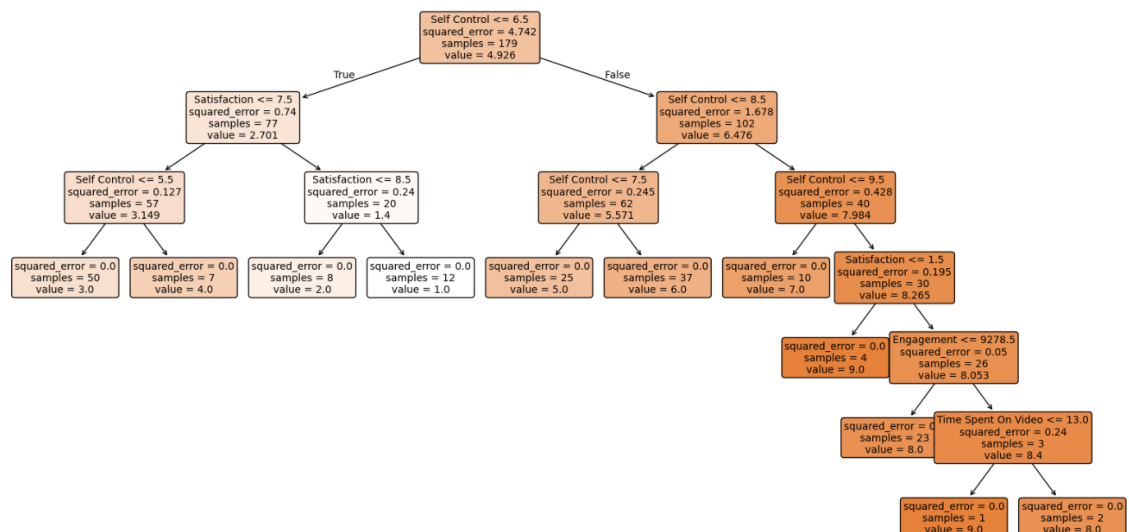 Self Control <= 6.5
squared_error = 4.742
samples = 179
value = 4.926
True
False
Satisfaction <= 7.5
squared_error = 0.74
samples = 77
value = 2.701
Self Control <= 8.5
squared_error = 1.678
samples = 102
value = 6.476
Self Control <= 5.5
squared_error = 0.127
samples = 57
value = 3.149
Satisfaction <= 8.5
squared_error = 0.24
samples = 20
value = 1.4
Self Control <= 7.5
squared_error = 0.245
samples = 62
value = 5.571
Self Control <= 9.5
squared_error = 0.428
samples = 40
value = 7.984
squared_error = 0.0
samples = 50
value = 3.0
squared_error = 0.0
samples = 7
value = 4.0
squared_error = 0.0
samples = 8
value = 2.0
squared_error = 0.0
samples = 12
value = 1.0
squared_error = 0.0
samples = 25
value = 5.0
squared_error = 0.0
samples = 37
value = 6.0
squared_error = 0.0
samples = 10
value = 7.0
Satisfaction <= 1.5
squared_error = 0.195
samples = 30
value = 8.265
squared_error = 0.0
samples = 4
value = 9.0
Engagement <= 9278.5
squared_error = 0.05
samples = 26
value = 8.053
squared_error =
samples = 23
value = 8.0
Time Spent On Video <= 13.0
squared_error = 0.24
samples = 3
value = 8.4
squared_error = 0.0
samples = 1
value = 9.0
squared_error = 0.0
samples = 2
value = 8.0